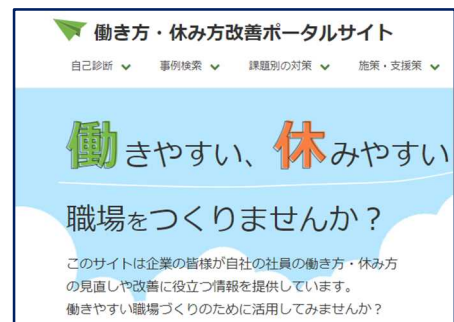 働き方・休み方改善ポータルサイト
自己診断 事例検索 課題別の対策 施策・支援策
働きやすい、休みやすい
職場をつくりませんか？
このサイトは企業の皆様が自社の社員の働き方・休み方
の見直しや改善に役立つ情報を提供しています。
働きやすい職場づくりのために活用してみませんか？